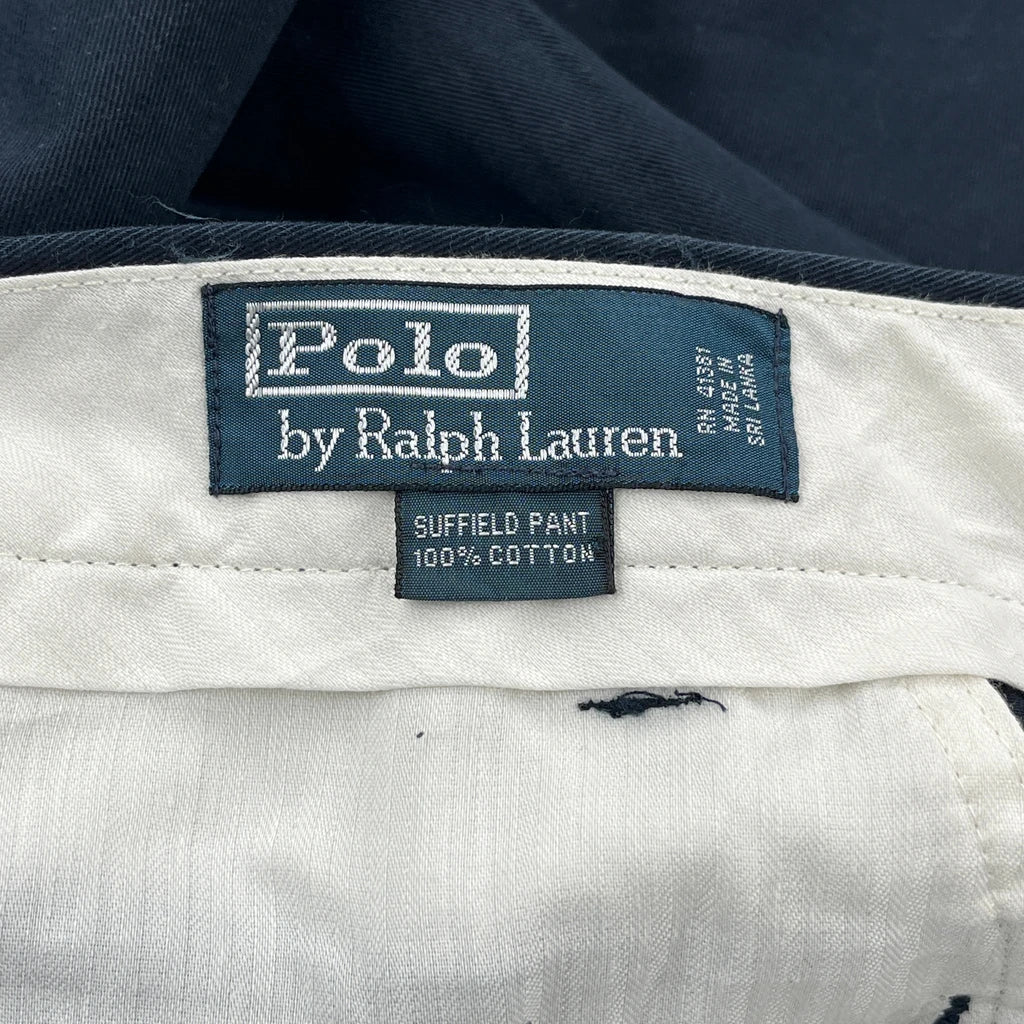 Polo
by Ralph Lauren
RN 41381
MADE IN
SRI LANKA
SUFFIELD PANT
100% COTTON